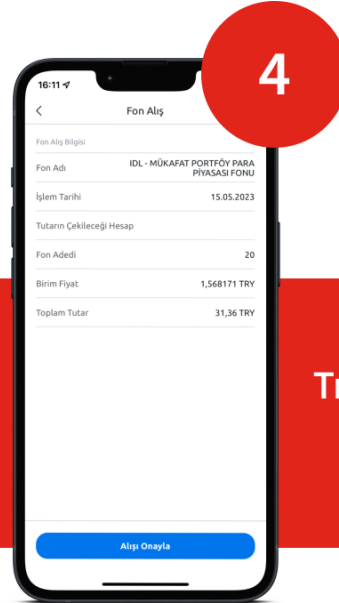 4
16:11
Fon Alış
Fon Alış Bilgisi
Fon Adı
IDL - MÜKAFAT PORTFÖY PARA
PİYASASI FONU
İşlem Tarihi 15.05.2023
Tutarın Çekileceği Hesap
Fon Adedi 20
Birim Fiyat 1,568171 TRY
Toplam Tutar 31,36 TRY
Alışı Onayla